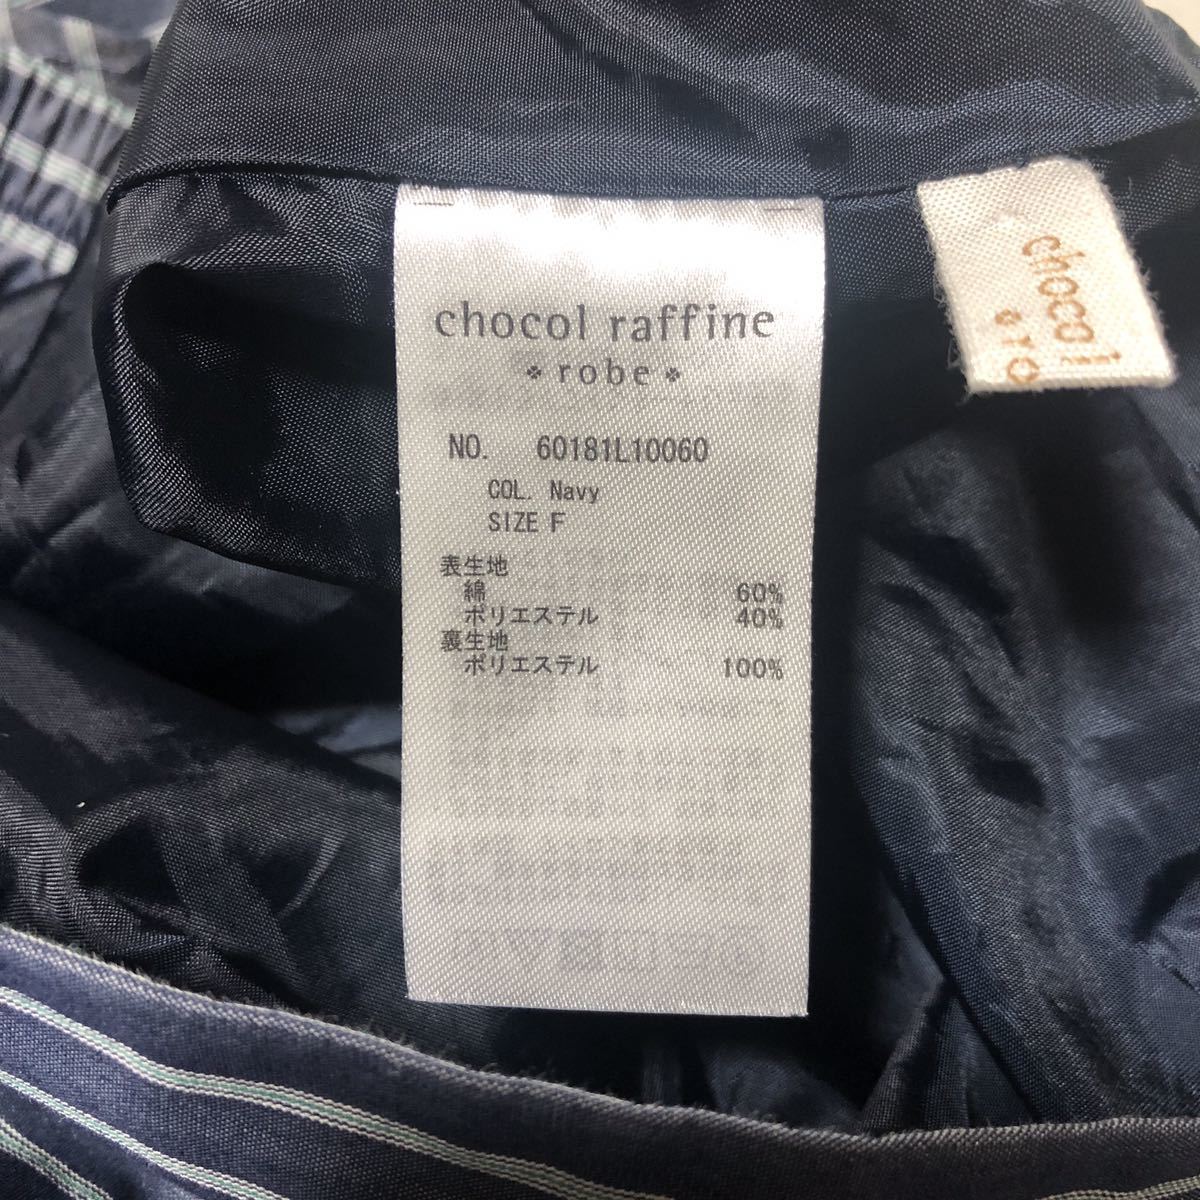 chocol raffine
robe
NO. 60181L10060
COL. Navy
SIZE F
表生地
綿 60%
ポリエステル 40%
裏生地
ポリエステル 100%
chocol